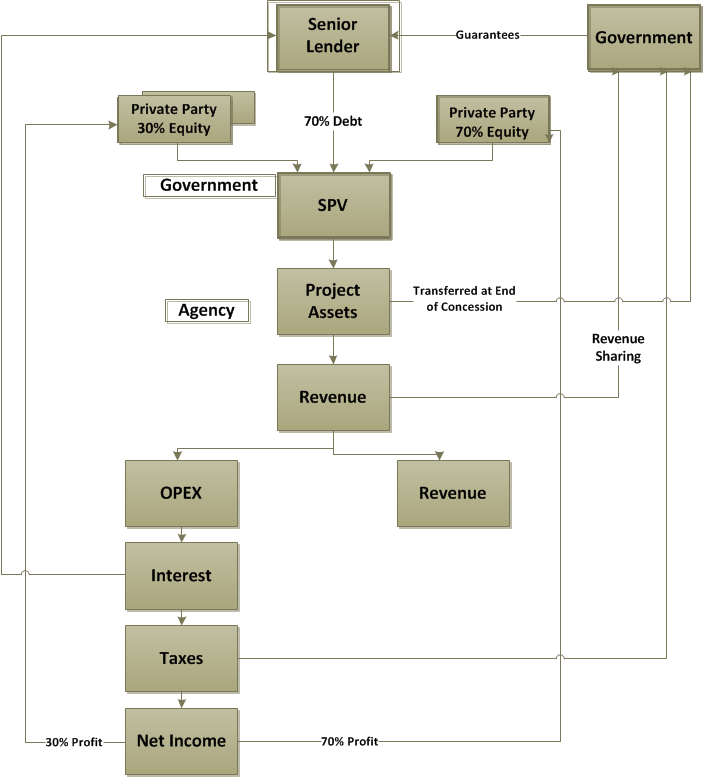 Senior
Lender
Guarantees
Government
Private Party
30% Equity
70% Debt
Private Party
70% Equity
Government
SPV
Project
Assets
Transferred at End
of Concession
Agency
Revenue
Sharing
Revenue
OPEX
Revenue
Interest
Taxes
30% Profit
Net Income
70% Profit